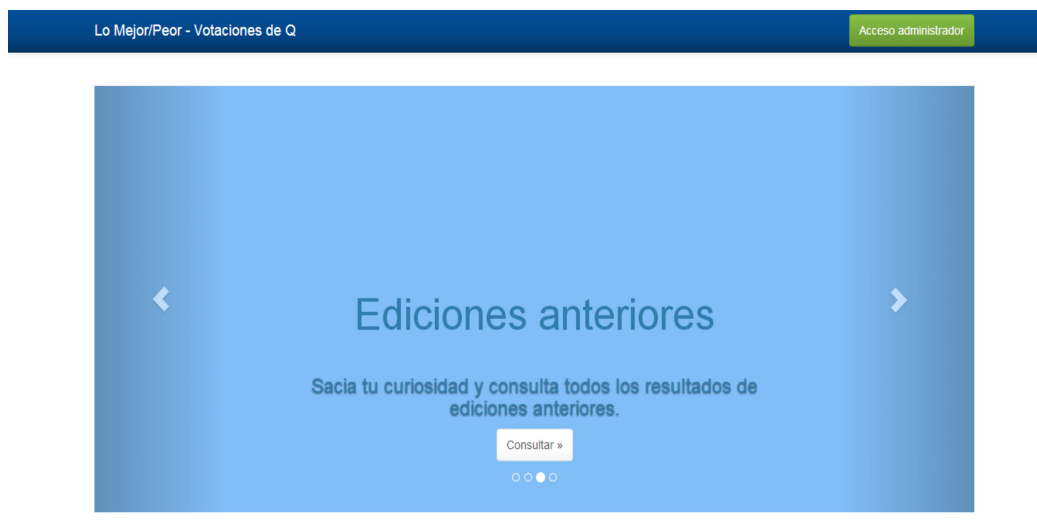 Lo Mejor/Peor - Votaciones de Q
Acceso administrador
Ediciones anteriores
Sacia tu curiosidad y consulta todos los resultados de
ediciones anteriores.
Consultar »